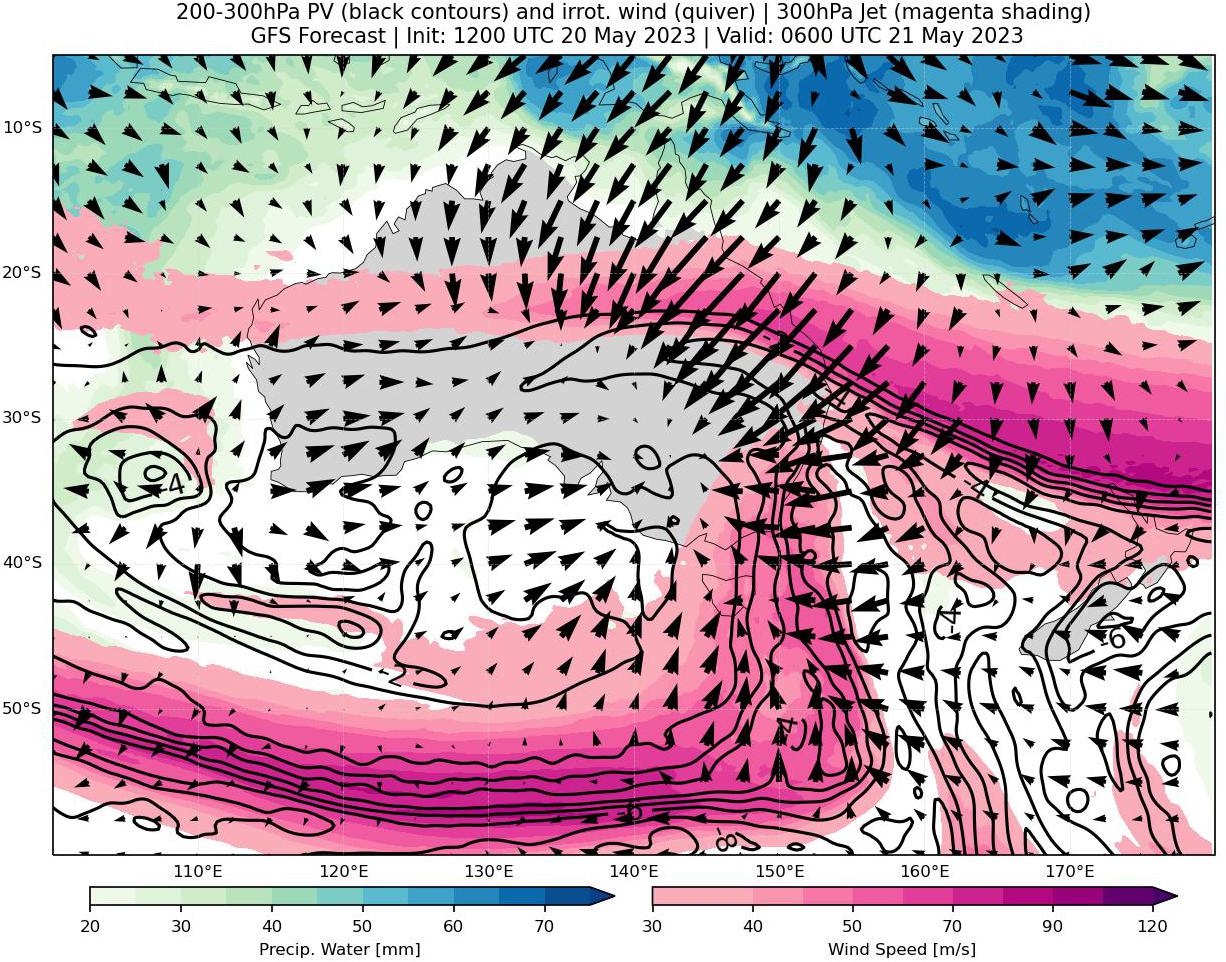 200-300hPa PV (black contours) and irrot. wind (quiver) | 300hPa Jet (magenta shading)
GFS Forecast | Init: 1200 UTC 20 May 2023 | Valid: 0600 UTC 21 May 2023
10°S
20°S
30°S
-4
-4
-4
40°S
-4
-6
50°S
-4
-6
-8
110°E 120°E 130°E 140°E 150°E 160°E 170°E
20 30 40 50 60 70
Precip. Water [mm]
30 40 50 70 90 120
Wind Speed [m/s]